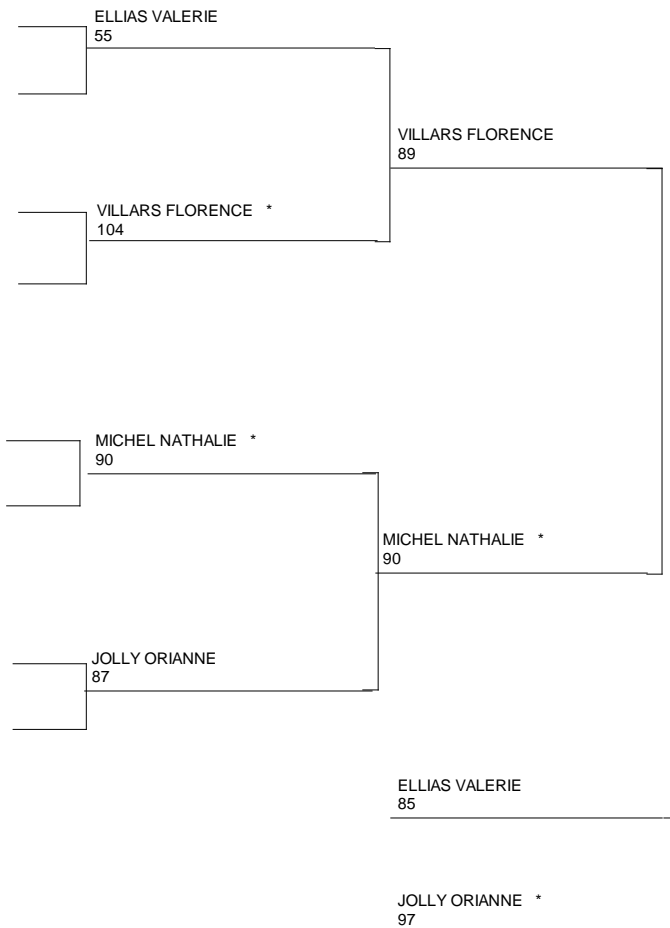 ELLIAS VALERIE
55
VILLARS FLORENCE
89
VILLARS FLORENCE *
104
MICHEL NATHALIE *
90
MICHEL NATHALIE *
90
JOLLY ORIANNE
87
ELLIAS VALERIE
85
JOLLY ORIANNE *
97